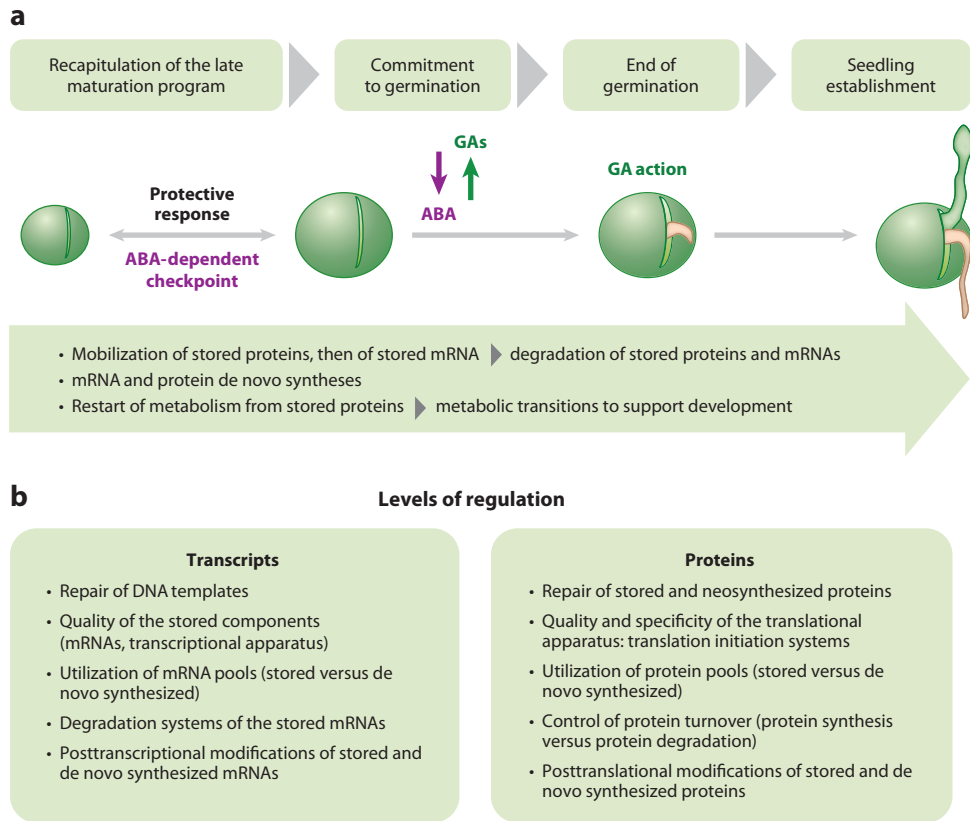 a
Recapitulation of the late
maturation program
Commitment
to germination
End of
germination
Seedling
establishment
Protective
response
ABA-dependent
checkpoint
GAs
ABA
GA action
• Mobilization of stored proteins, then of stored mRNA degradation of stored proteins and mRNAs
• mRNA and protein de novo syntheses
• Restart of metabolism from stored proteins metabolic transitions to support development
b
Levels of regulation
Transcripts
• Repair of DNA templates
• Quality of the stored components
(mRNAs, transcriptional apparatus)
• Utilization of mRNA pools (stored versus de
novo synthesized)
• Degradation systems of the stored mRNAs
• Posttranscriptional modifications of stored and
de novo synthesized mRNAs
Proteins
• Repair of stored and neosynthesized proteins
• Quality and specificity of the translational
apparatus: translation initiation systems
• Utilization of protein pools (stored versus de
novo synthesized)
• Control of protein turnover (protein synthesis
versus protein degradation)
• Posttranslational modifications of stored and de
novo synthesized proteins